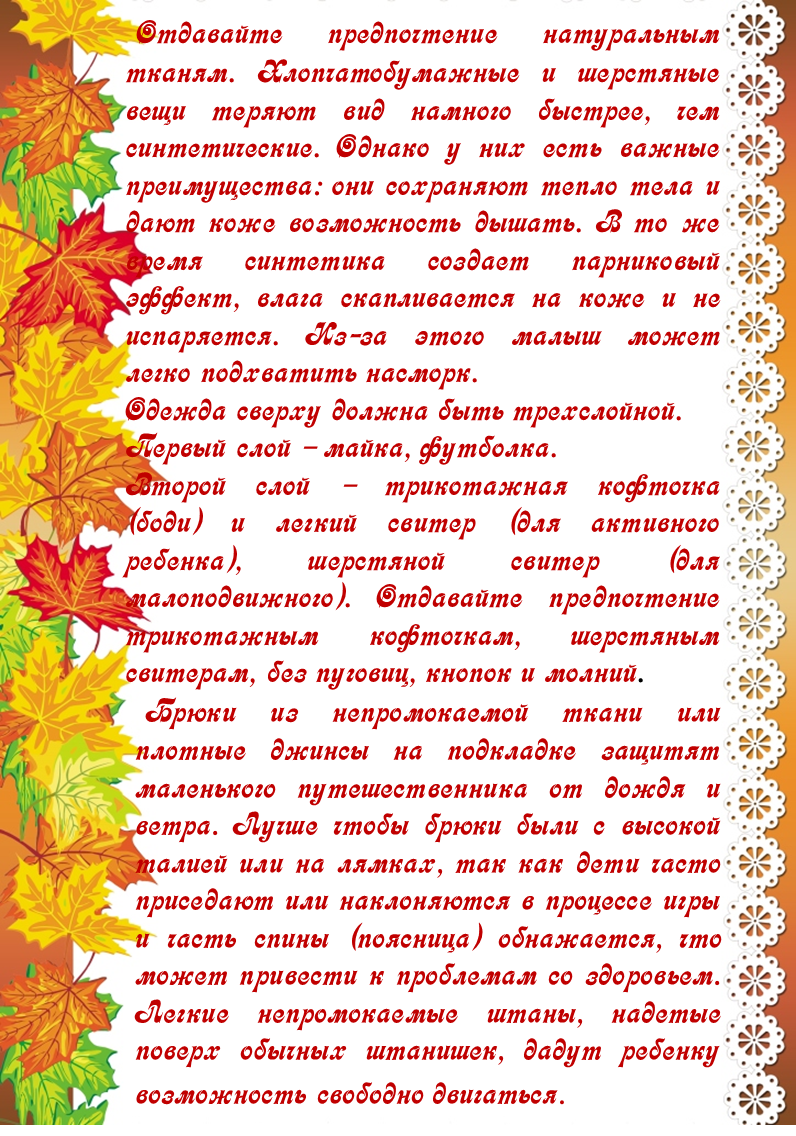 Отдавайте предпочтение натуральным
тканям. Хлопчатобумажные и шерстяные
вещи теряют вид намного быстрее, чем
синтетические. Однако у них есть важные
преимущества: они сохраняют тепло тела и
дают коже возможность дышать. В то же
время синтетика создает парниковый
эффект, влага скапливается на коже и не
испаряется. Из-за этого малыш может
легко подхватить насморк.
Одежда сверху должна быть трехслойной.
Первый слой – майка, футболка.
Второй слой – трикотажная кофточка
(боди) и легкий свитер (для активного
ребенка), шерстяной свитер (для
малоподвижного). Отдавайте предпочтение
трикотажным кофточкам, шерстяным
свитерам, без пуговиц, кнопок и молний.
Брюки из непромокаемой ткани или
плотные джинсы на подкладке защитят
маленького путешественника от дождя и
ветра. Лучше чтобы брюки были с высокой
талией или на лямках, так как дети часто
приседают или наклоняются в процессе игры
и часть спины (поясница) обнажается, что
может привести к проблемам со здоровьем.
Легкие непромокаемые штаны, надетые
поверх обычных штанишек, дадут ребенку
возможность свободно двигаться.